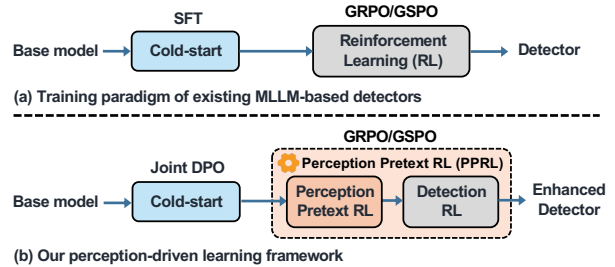 SFT
GRPO/GSPO
Base model
Cold-start
Reinforcement
Learning (RL)
Detector
(a) Training paradigm of existing MLLM-based detectors
GRPO/GSPO
Joint DPO
Perception Pretext RL (PPRL)
Base model
Cold-start
Perception
Pretext RL
Detection
RL
Enhanced
Detector
(b) Our perception-driven learning framework